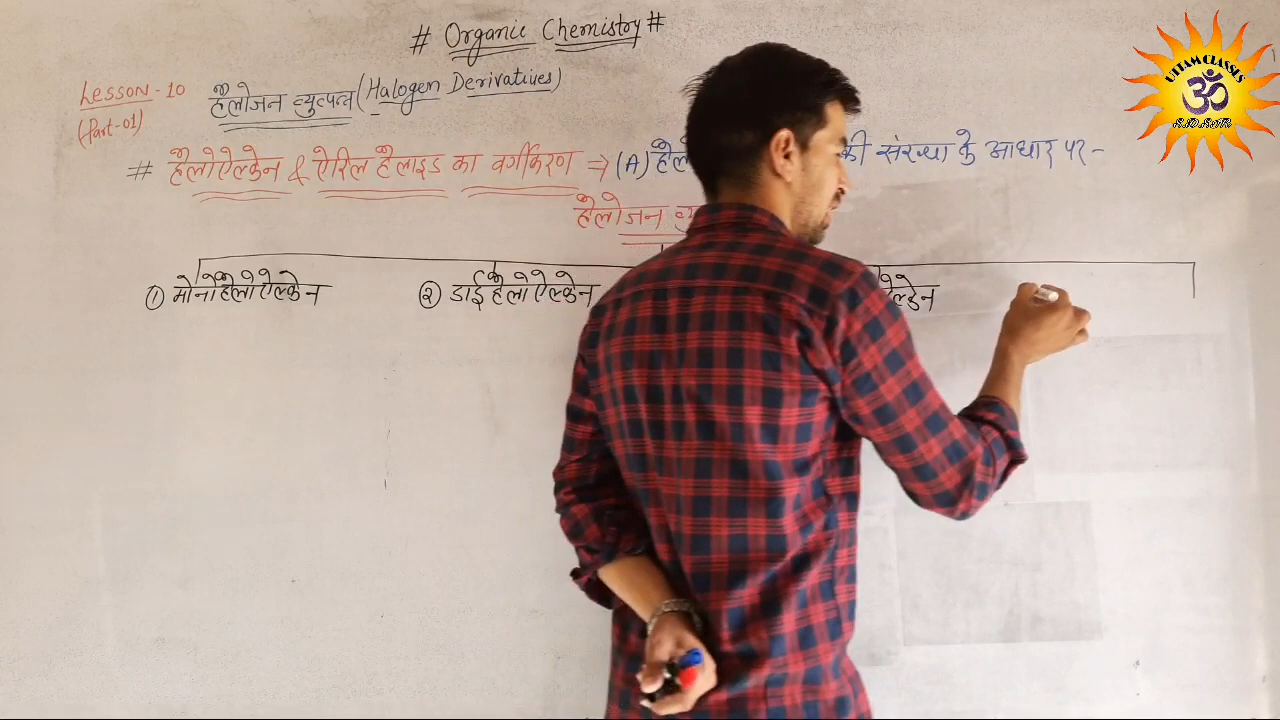 # Organic Chemistry #
Lesson-10 हैलोजन व्युत्पन्न (Halogen Derivatives)
(Part-01)
# हैलोऐल्केन & ऐरिल हैलाइड का वर्गीकरण ⇒ (A) हैलो की संख्या के आधार पर -
हैलोजन व्यु
① मोनोहैलोऐल्केन ② डाईहैलोऐल्केन
UTTAM CLASSES
ॐ